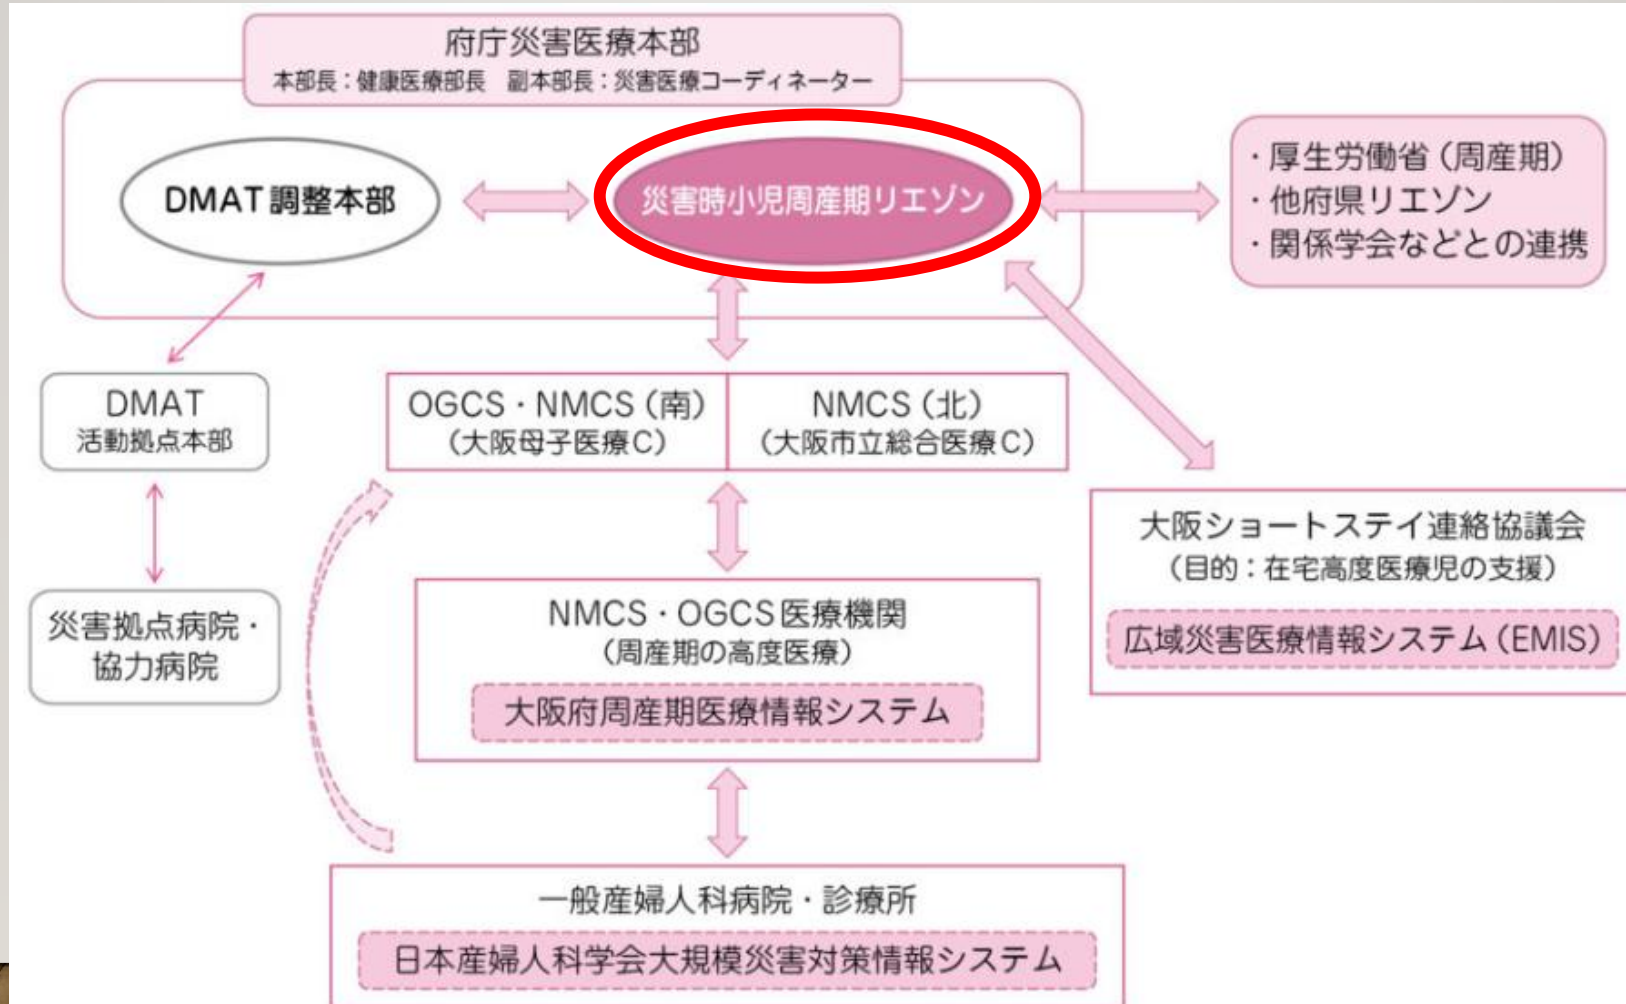 府庁災害医療本部
本部長：健康医療部長　副本部長：災害医療コーディネーター
DMAT調整本部
災害時小児周産期リエゾン
・厚生労働省（周産期）
・他府県リエゾン
・関係学会などとの連携
DMAT
活動拠点本部
OGCS・NMCS（南）
（大阪母子医療C）
NMCS（北）
（大阪市立総合医療C）
大阪ショートステイ連絡協議会
（目的：在宅高度医療児の支援）
広域災害医療情報システム（EMIS）
災害拠点病院・
協力病院
NMCS・OGCS医療機関
（周産期の高度医療）
大阪府周産期医療情報システム
一般産婦人科病院・診療所
日本産婦人科学会大規模災害対策情報システム